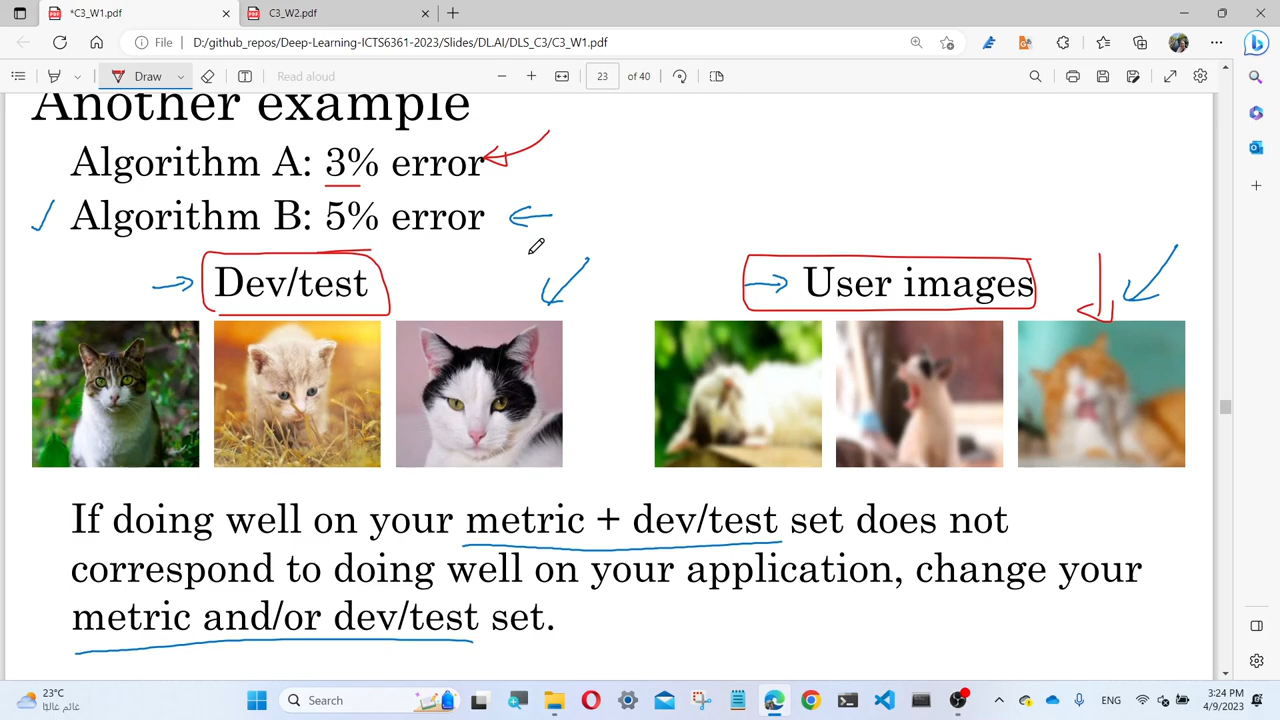 *C3_W1.pdf
C3_W2.pdf
File
D:/github_repos/Deep-Learning-ICTS6361-2023/Slides/DL.AI/DLS_C3/C3_W1.pdf
Draw
Read aloud
23 of 40
Another example
Algorithm A: 3% error
Algorithm B: 5% error
Dev/test
User images
If doing well on your metric + dev/test set does not
correspond to doing well on your application, change your
metric and/or dev/test set.
23°C
غائم غالبًا
Search
ENG
3:24 PM
4/9/2023